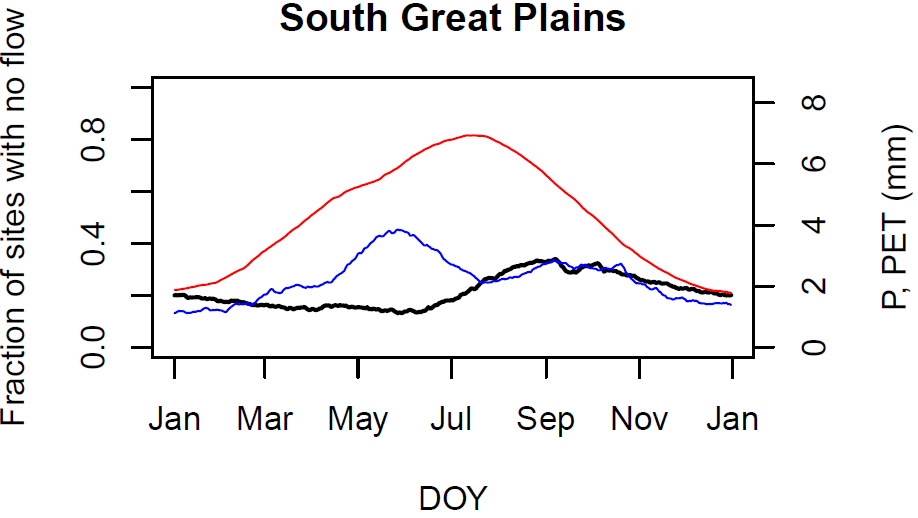 South Great Plains
Fraction of sites with no flow
0.0 0.4 0.8
0 2 4 6 8
P, PET (mm)
Jan Mar May Jul Sep Nov Jan
DOY